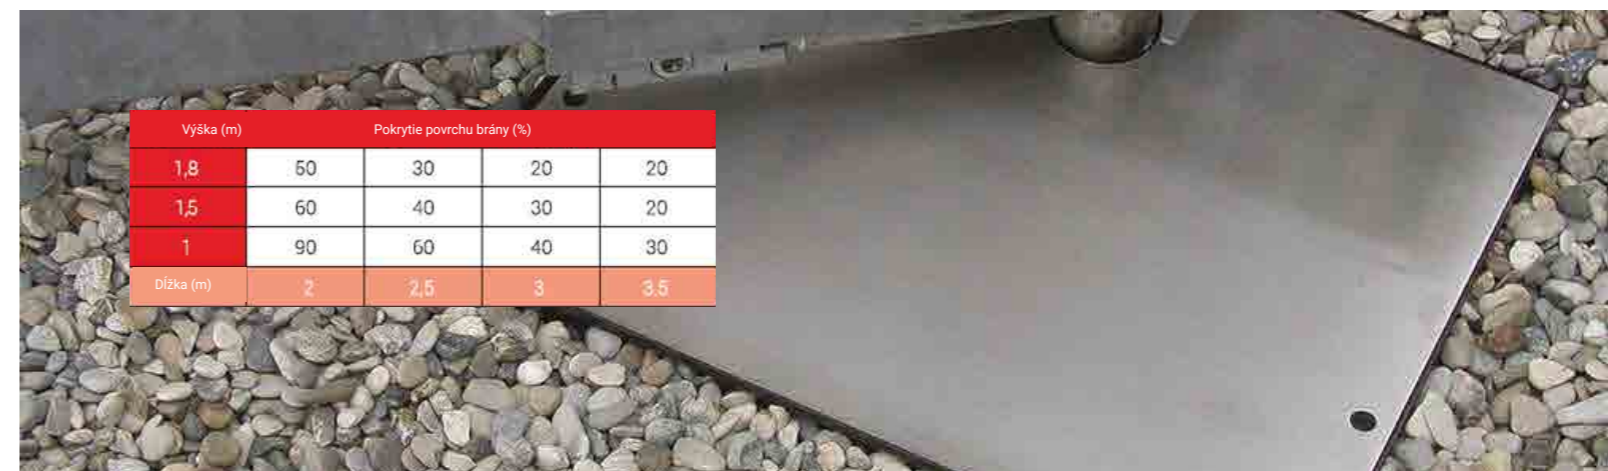 Výška (m) Pokrytie povrchu brány (%)
1,8 50 30 20 20
1,5 60 40 30 20
1 90 60 40 30
Dĺžka (m) 2 2,5 3 3,5